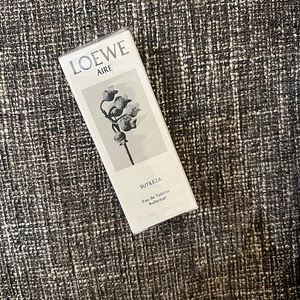 LOEWE
AIRE
SUTILEZA
Eau de Toilette
Rollerball